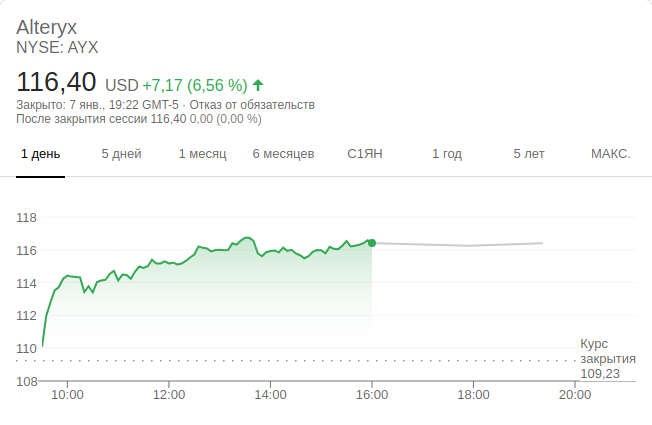 Alteryx
NYSE: AYX
116,40 USD +7,17 (6,56 %)
Закрыто: 7 янв., 19:22 GMT-5 · Отказ от обязательств
После закрытия сессии 116,40 0,00 (0,00 %)
1 день 5 дней 1 месяц 6 месяцев С1ЯН 1 год 5 лет МАКС.
118
116
114
112
110
Курс
закрытия
109,23
108
10:00 12:00 14:00 16:00 18:00 20:00